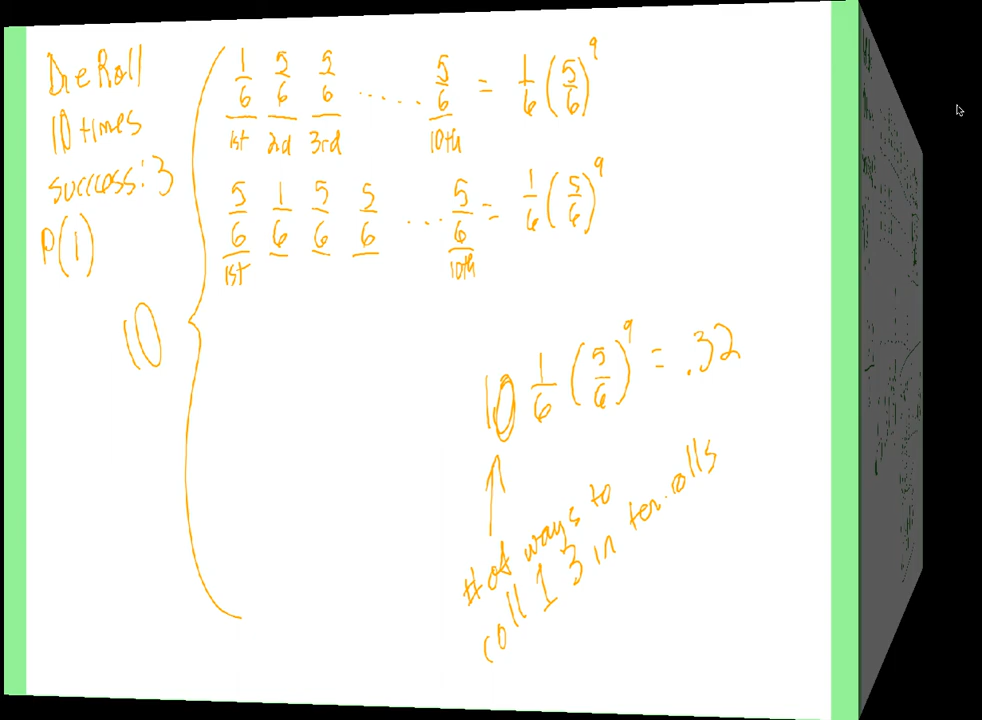 Die Roll
10 times
success: 3
P(1)
10
1/6 5/6 5/6 ..... 5/6 = 1/6 (5/6)^9
1st 2nd 3rd 10th
5/6 1/6 5/6 5/6 ... 5/6 = 1/6 (5/6)^9
1st 10th
10 1/6 (5/6)^9 = .32
# of ways to
roll 1 3 in ten rolls